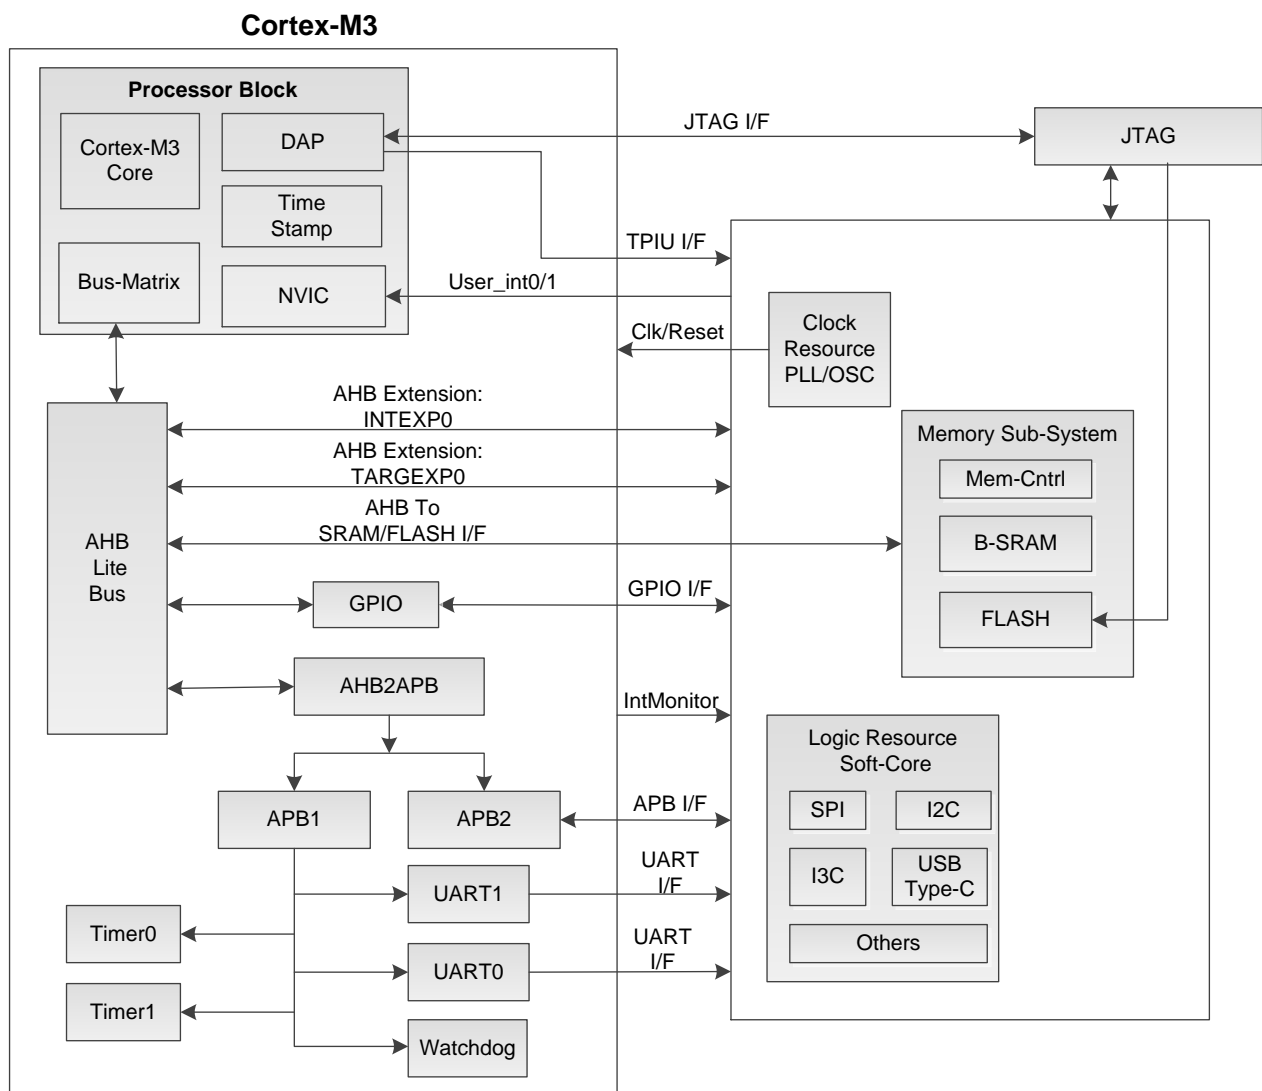 Cortex-M3
Processor Block
Cortex-M3
Core
DAP
Time
Stamp
Bus-Matrix
NVIC
JTAG I/F
JTAG
TPIU I/F
User_int0/1
Clk/Reset
Clock
Resource
PLL/OSC
AHB Extension:
INTEXP0
AHB Extension:
TARGEXP0
AHB To
SRAM/FLASH I/F
AHB
Lite
Bus
Memory Sub-System
Mem-Cntrl
B-SRAM
FLASH
GPIO
GPIO I/F
AHB2APB
IntMonitor
Logic Resource
Soft-Core
SPI
I2C
I3C
USB
Type-C
Others
APB1
APB2
APB I/F
UART
I/F
UART1
Timer0
UART
I/F
UART0
Timer1
Watchdog